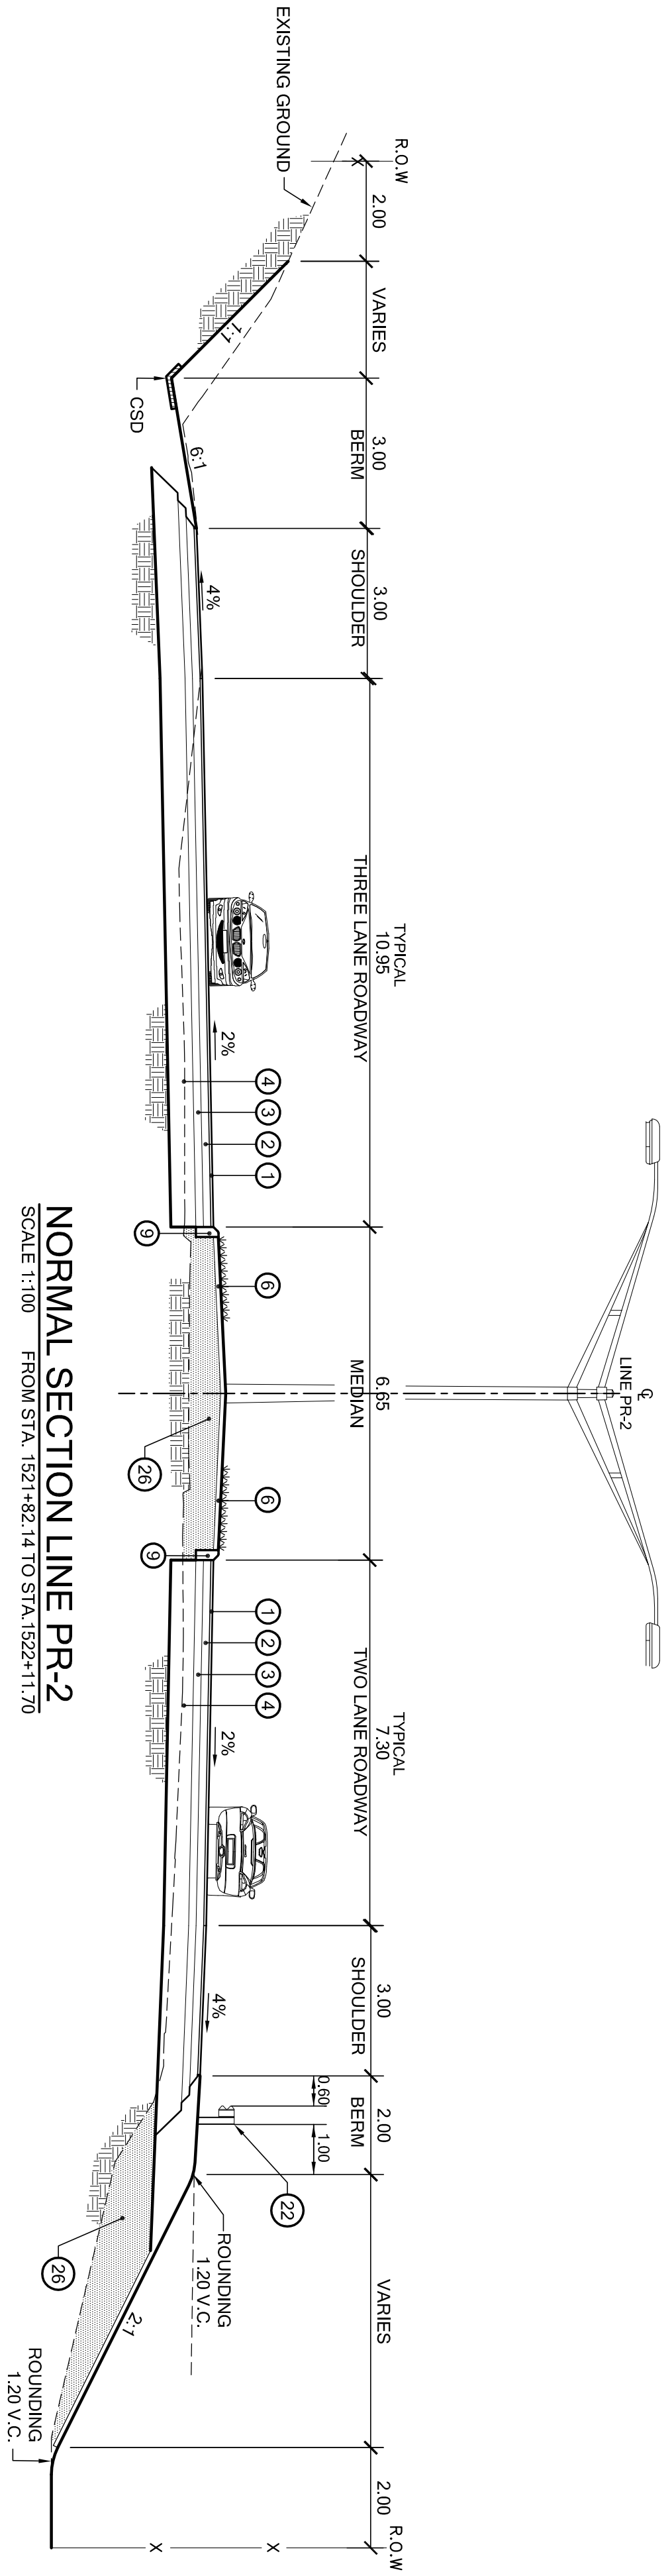 LINE PR-2
R.O.W
2.00
VARIES
3.00
BERM
3.00
SHOULDER
TYPICAL
10.95
THREE LANE ROADWAY
6.65
MEDIAN
TYPICAL
7.30
TWO LANE ROADWAY
3.00
SHOULDER
2.00
BERM
0.60
1.00
VARIES
2.00
R.O.W
EXISTING GROUND
1:1
CSD
6:1
4%
2%
4
3
2
1
9
6
26
6
9
1
2
3
4
2%
4%
22
ROUNDING
1.20 V.C.
26
2:1
ROUNDING
1.20 V.C.
X
X
X
NORMAL SECTION LINE PR-2
SCALE 1:100 FROM STA. 1521+82.14 TO STA.1522+11.70